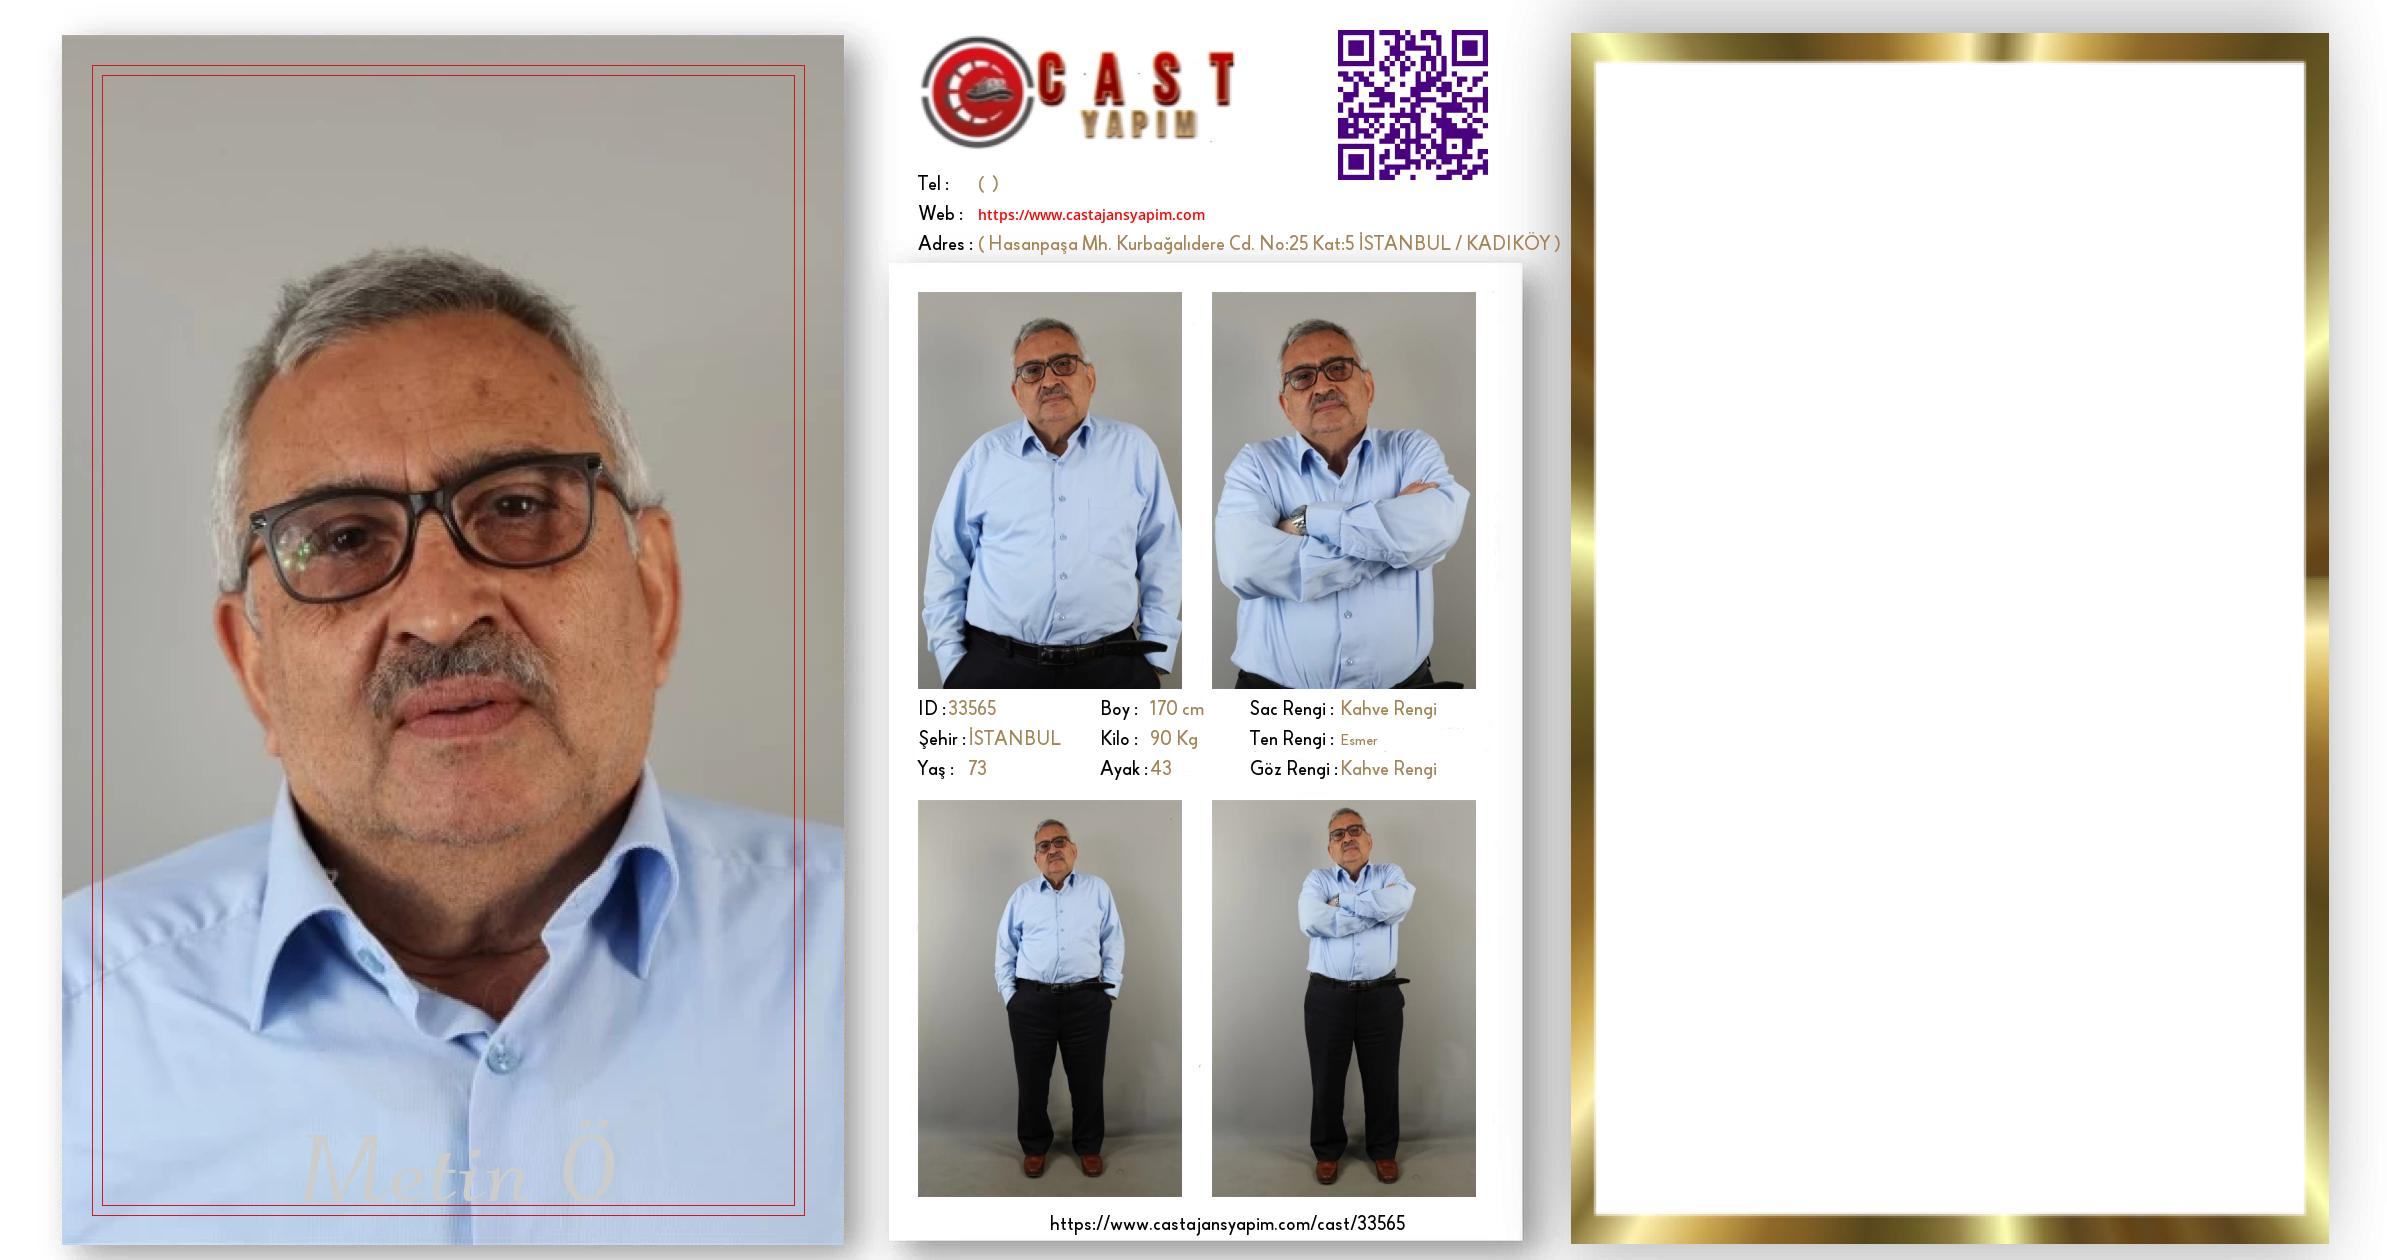 Metin Ö
CAST
YAPIM
Tel : ( )
Web : https://www.castajansyapim.com
Adres : ( Hasanpaşa Mh. Kurbağalıdere Cd. No:25 Kat:5 İSTANBUL / KADIKÖY )
ID : 33565 Boy : 170 cm Sac Rengi : Kahve Rengi
Şehir : İSTANBUL Kilo : 90 Kg Ten Rengi : Esmer
Yaş : 73 Ayak : 43 Göz Rengi : Kahve Rengi
https://www.castajansyapim.com/cast/33565